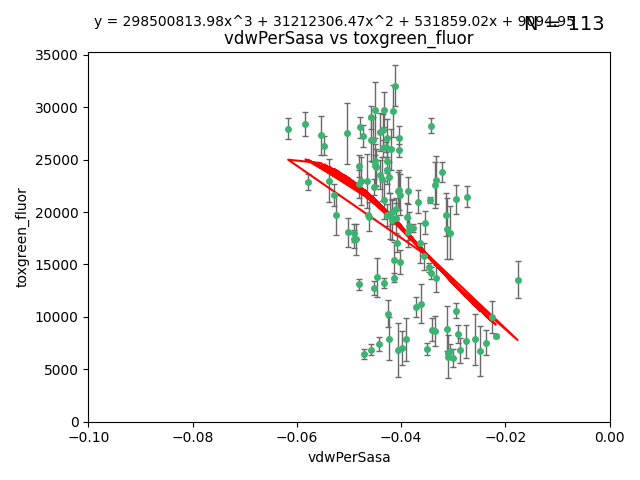 y = 298500813.98x^3 + 31212306.47x^2 + 531859.02x + 9094.95
N = 113
vdwPerSasa vs toxgreen_fluor
35000
30000
25000
20000
15000
10000
5000
0
toxgreen_fluor
−0.10 −0.08 −0.06 −0.04 −0.02 0.00
vdwPerSasa